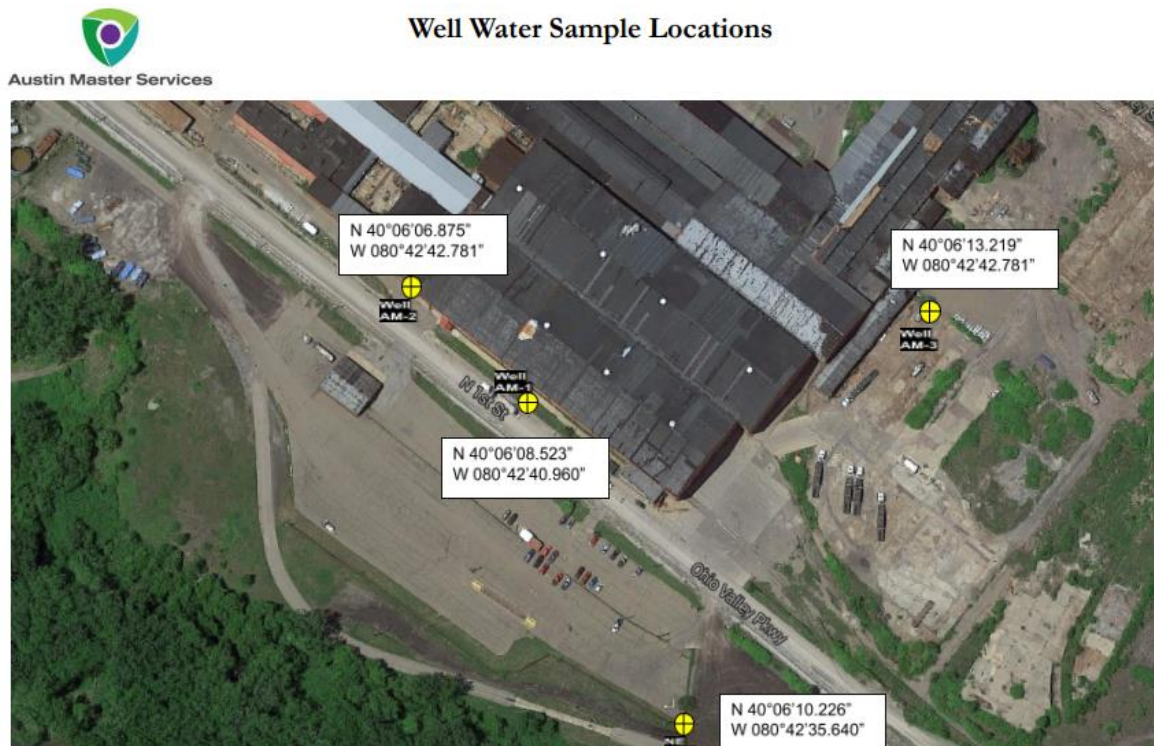 Well Water Sample Locations
Austin Master Services
N 40°06'06.875"
W 080°42'42.781"
Well
AM-2
N 40°06'13.219"
W 080°42'42.781"
Well
AM-3
Well
AM-1
N 1st St
N 40°06'08.523"
W 080°42'40.960"
Ohio Valley Pkwy
N 40°06'10.226"
W 080°42'35.640"